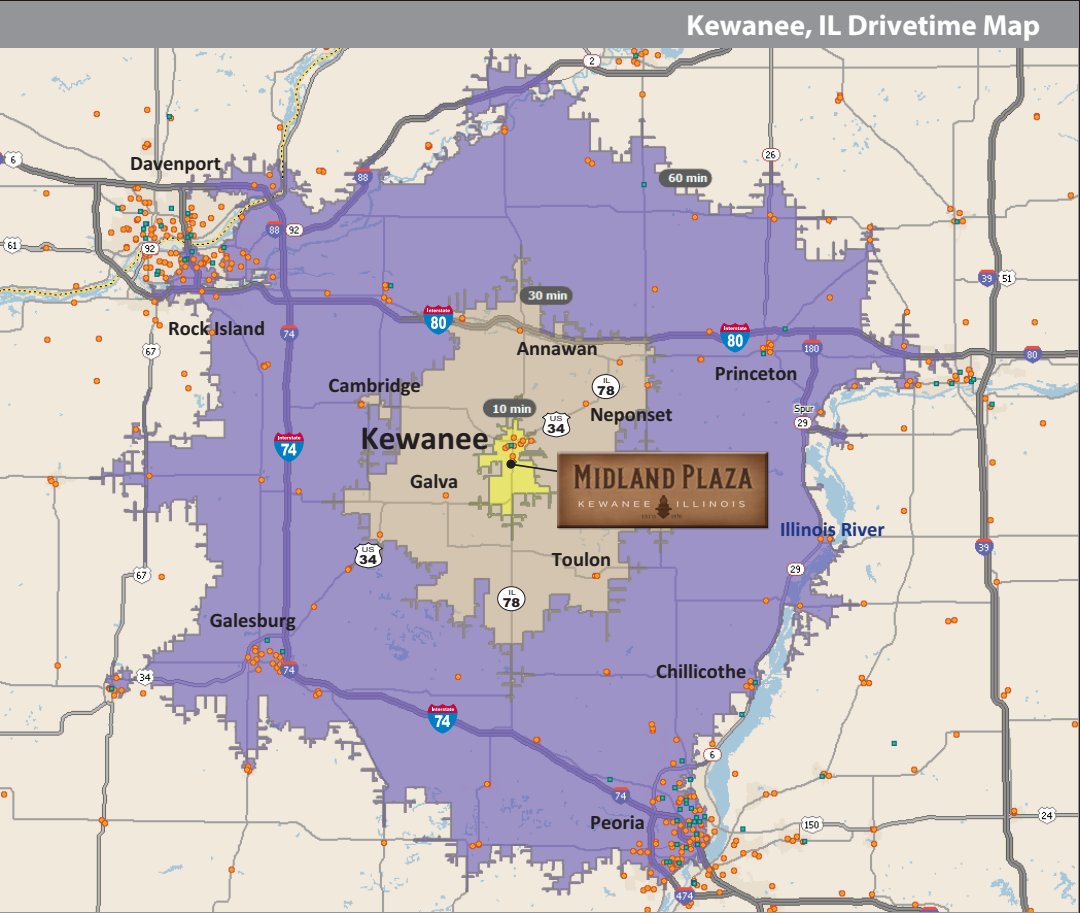 Kewanee, IL Drivetime Map
2
6
Davenport
26
88
60 min
61
92
88
92
39
51
30 min
Interstate
80
Rock Island
74
Interstate
80
67
Annawan
180
80
Princeton
Cambridge
IL
78
10 min
Neponset
Spur
29
US
34
Kewanee
Interstate
74
MIDLAND PLAZA
KEWANEE ILLINOIS
Galva
Illinois River
US
34
39
Toulon
29
67
IL
78
Galesburg
74
34
Chillicothe
Interstate
74
6
74
Peoria
150
24
474